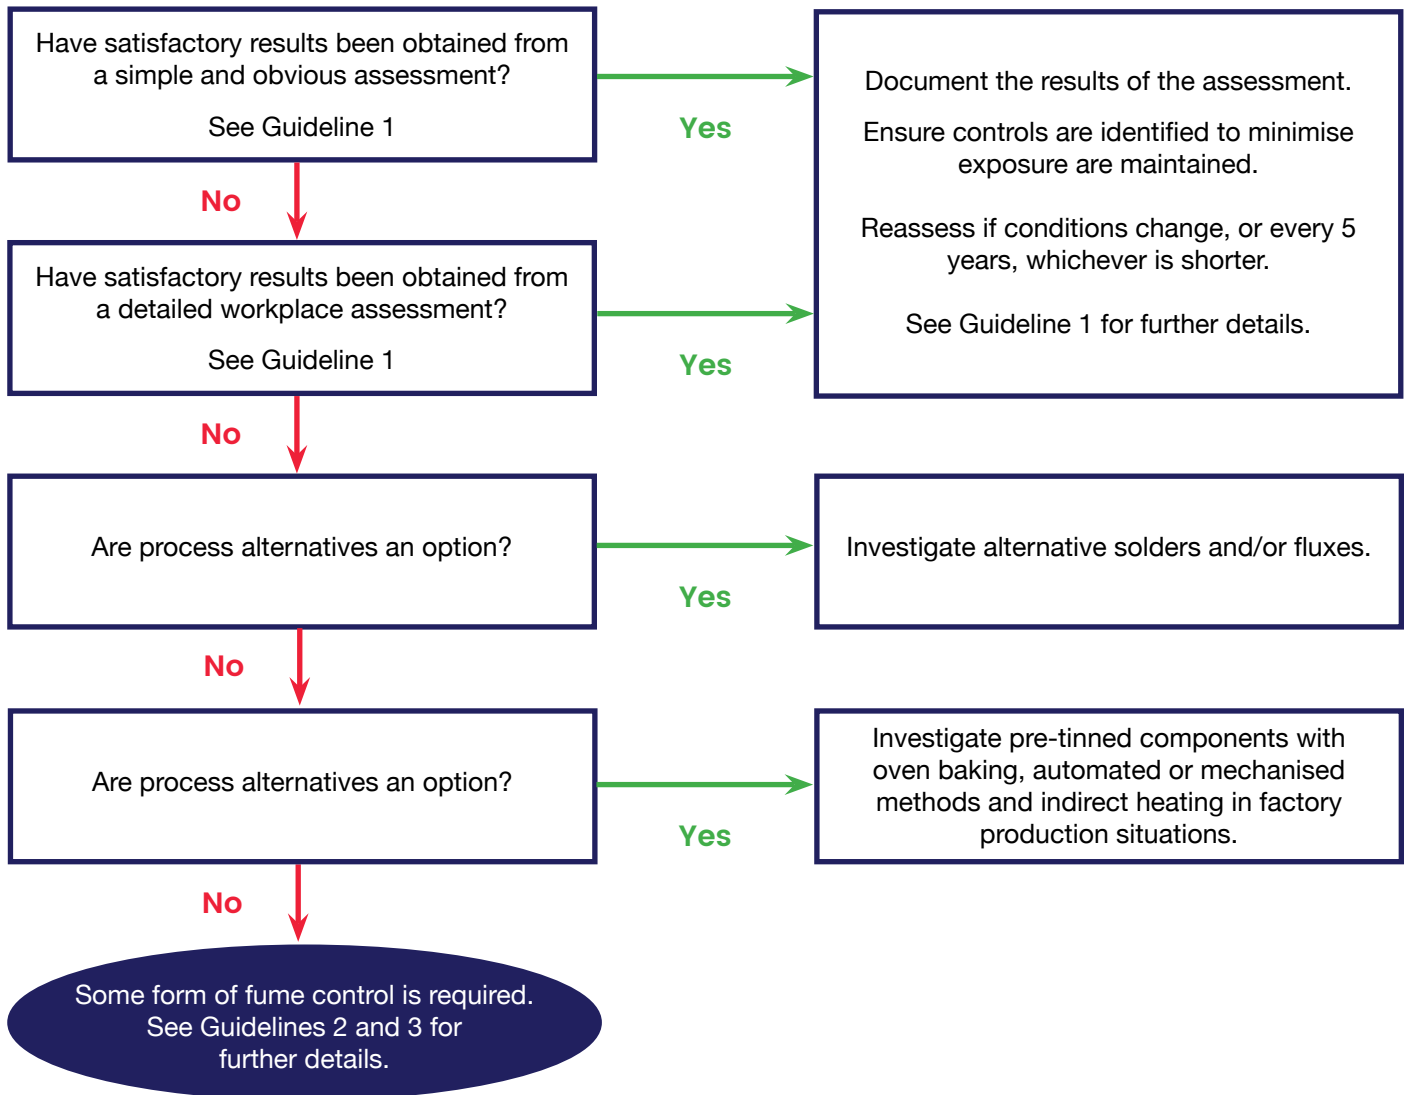 Have satisfactory results been obtained from
a simple and obvious assessment?
See Guideline 1
Yes
Document the results of the assessment.
Ensure controls are identified to minimise
exposure are maintained.
Reassess if conditions change, or every 5
years, whichever is shorter.
See Guideline 1 for further details.
No
Have satisfactory results been obtained from
a detailed workplace assessment?
See Guideline 1
Yes
No
Are process alternatives an option?
Yes
Investigate alternative solders and/or fluxes.
No
Are process alternatives an option?
Yes
Investigate pre-tinned components with
oven baking, automated or mechanised
methods and indirect heating in factory
production situations.
No
Some form of fume control is required.
See Guidelines 2 and 3 for
further details.